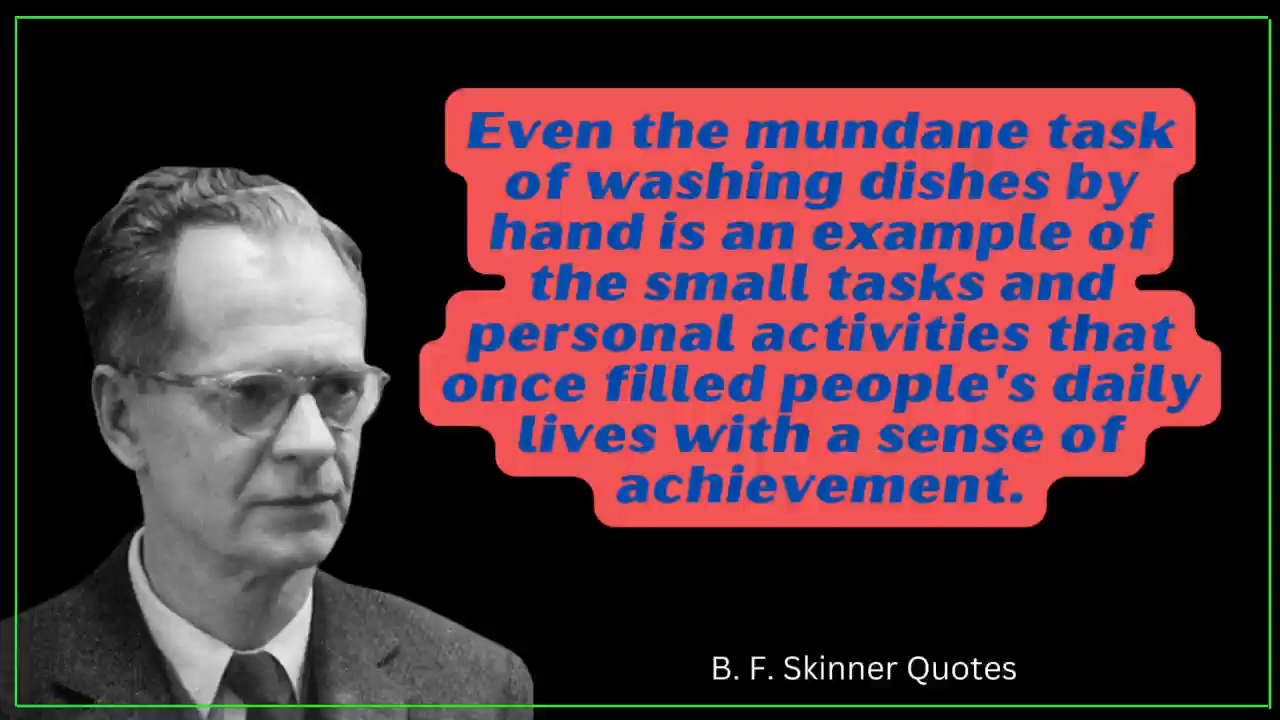 Even the mundane task
of washing dishes by
hand is an example of
the small tasks and
personal activities that
once filled people's daily
lives with a sense of
achievement.
B. F. Skinner Quotes